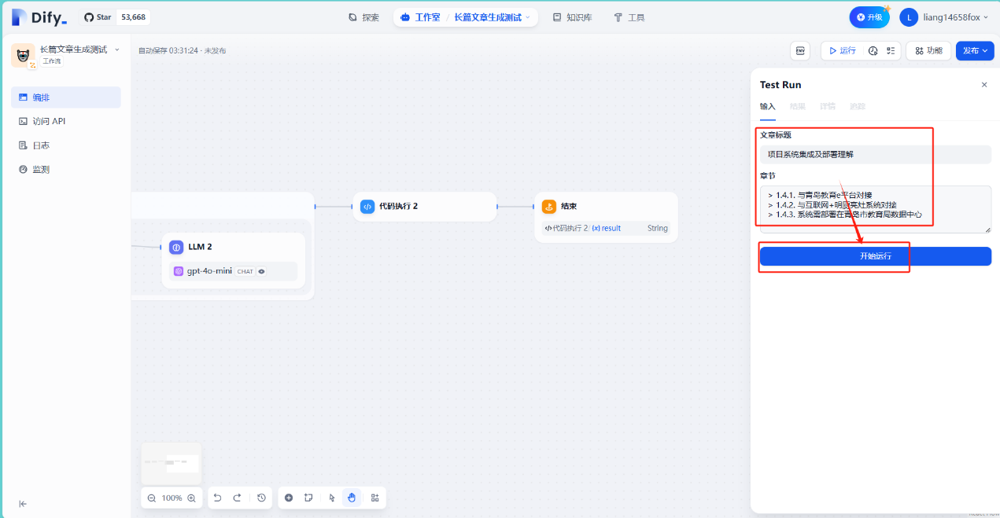 Dify_
Star 53,668
探索
工作室 / 长篇文章生成测试
知识库
工具
升级
L liang14658fox
长篇文章生成测试
工作流
自动保存 03:31:24 · 未发布
ENV
运行
功能
发布
编排
访问 API
日志
监测
LLM 2
gpt-4o-mini CHAT
代码执行 2
结束
代码执行 2 / (x) result String
Test Run
输入 结果 详情 追踪
文章标题
项目系统集成及部署理解
章节
> 1.4.1. 与青岛教育e平台对接
> 1.4.2. 与互联网+明厨亮灶系统对接
> 1.4.3. 系统需部署在青岛市教育局数据中心
开始运行
100%
React Flow